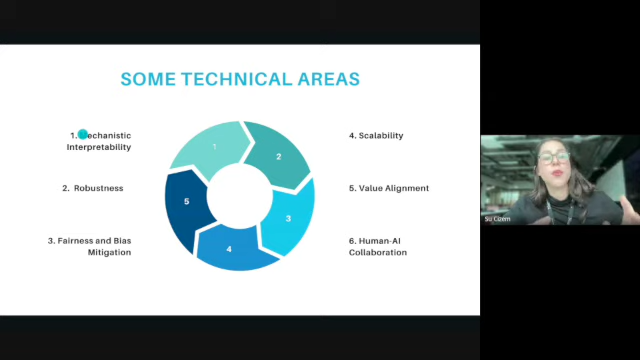 SOME TECHNICAL AREAS
1. Mechanistic
Interpretability
2. Robustness
3. Fairness and Bias
Mitigation
1
2
3
4
5
4. Scalability
5. Value Alignment
6. Human-AI
Collaboration
Su Cizem